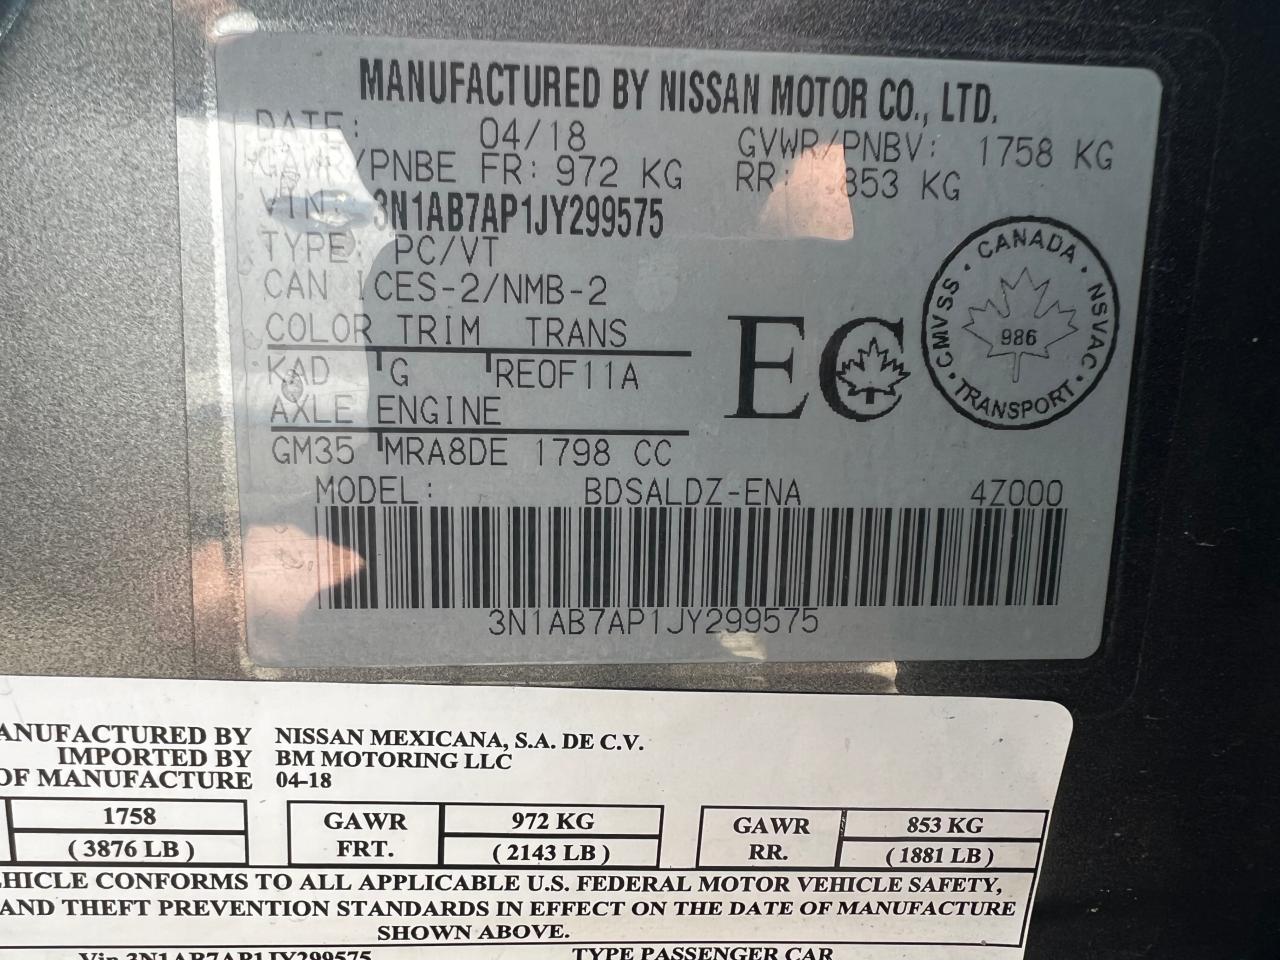 MANUFACTURED BY NISSAN MOTOR CO., LTD.
DATE: 04/18 GVWR/PNBV: 1758 KG
GAWR/PNBE FR: 972 KG RR: 853 KG
VIN: 3N1AB7AP1JY299575
TYPE: PC/VT
CAN ICES-2/NMB-2
COLOR TRIM TRANS
KAD G RE0F11A
AXLE ENGINE
GM35 MRA8DE 1798 CC
EC
CANADA · NSVAC · TRANSPORT · CMVSS ·
986
MODEL: BDSALDZ-ENA 4Z000
3N1AB7AP1JY299575
ANUFACTURED BY NISSAN MEXICANA, S.A. DE C.V.
IMPORTED BY BM MOTORING LLC
OF MANUFACTURE 04-18
1758 GAWR 972 KG GAWR 853 KG
(3876 LB) FRT. (2143 LB) RR. (1881 LB)
HICLE CONFORMS TO ALL APPLICABLE U.S. FEDERAL MOTOR VEHICLE SAFETY,
AND THEFT PREVENTION STANDARDS IN EFFECT ON THE DATE OF MANUFACTURE
SHOWN ABOVE.
Vin 3N1AB7AP1JY299575 TYPE PASSENGER CAR